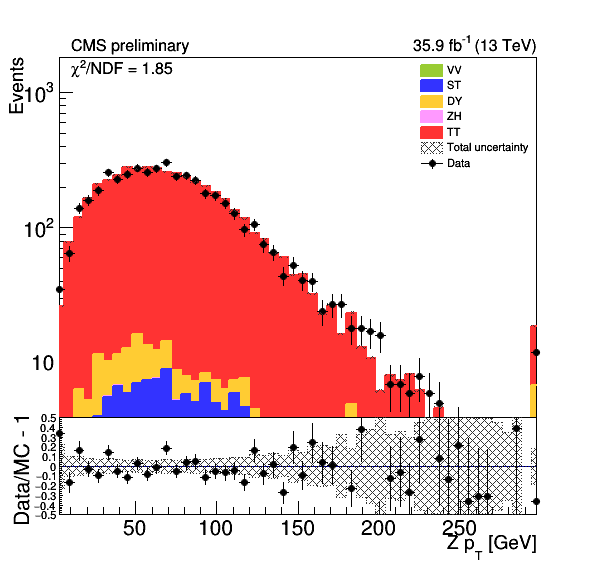 CMS preliminary
35.9 fb⁻¹ (13 TeV)
χ²/NDF = 1.85
Events
10³
10²
10
VV
ST
DY
ZH
TT
Total uncertainty
Data
Data/MC - 1
0.5
0.4
0.3
0.2
0.1
0
−0.1
−0.2
−0.3
−0.4
−0.5
50
100
150
200
250
Z p_T [GeV]